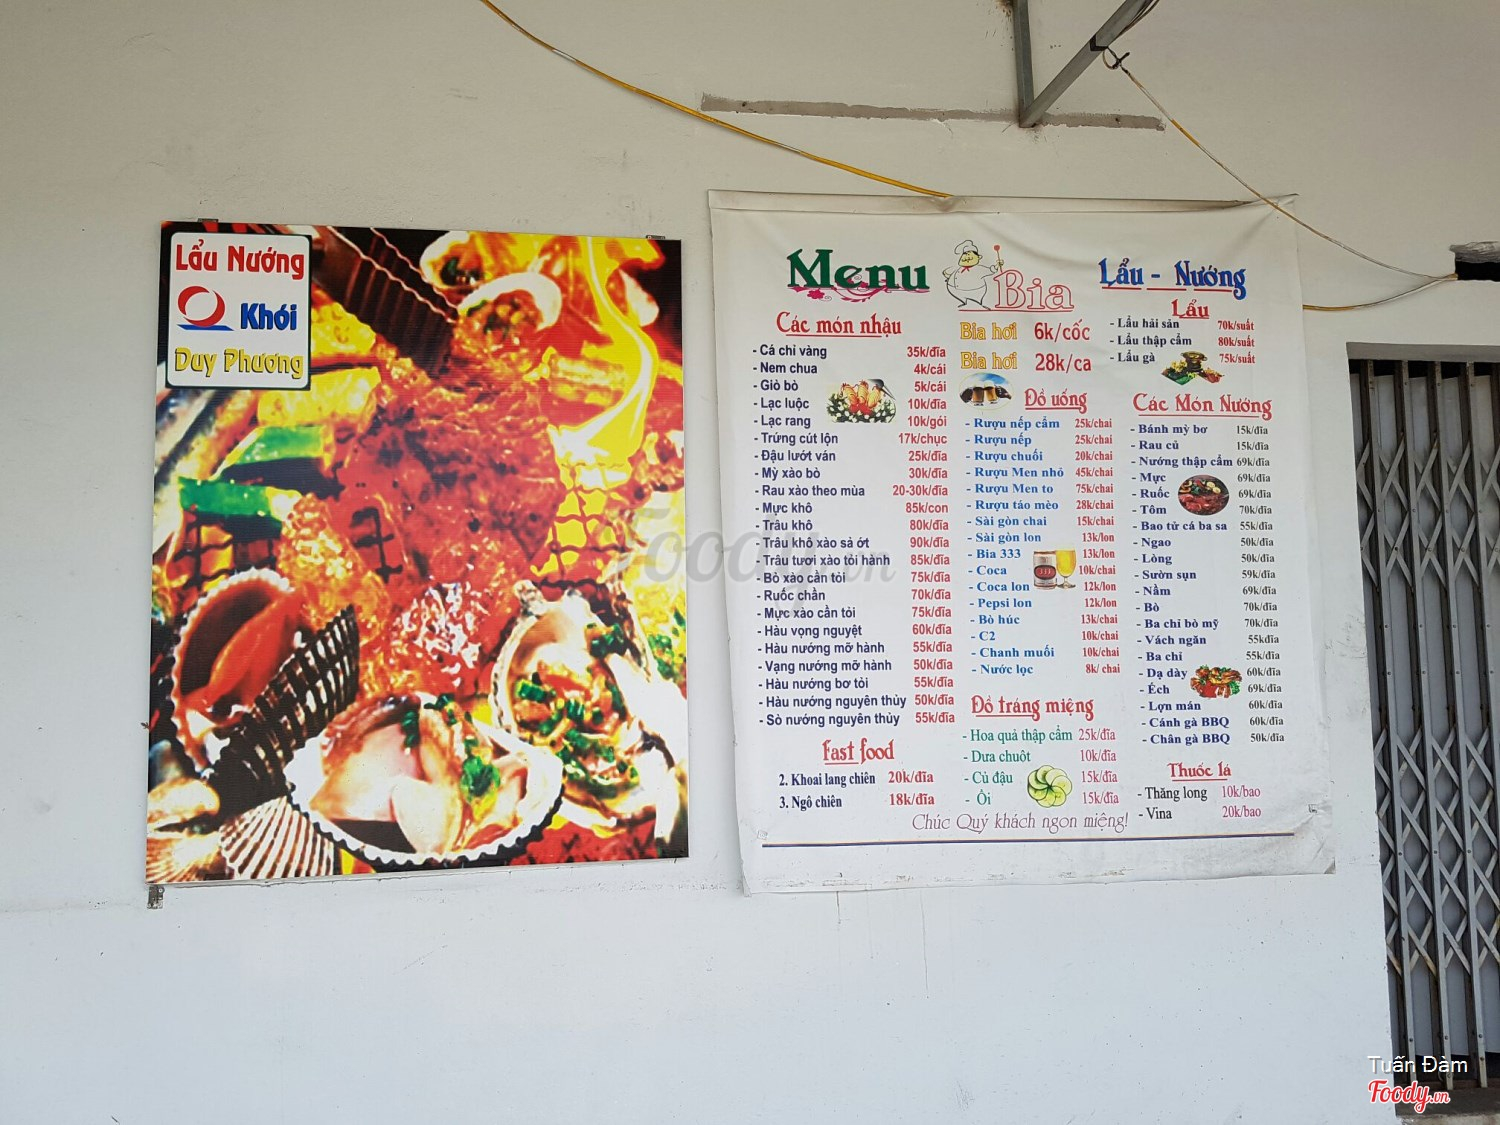 Lẩu Nướng
Không Khói
Duy Phương
Menu
Các món nhậu
- Cá chỉ vàng 35k/đĩa
- Nem chua 4k/cái
- Giò bò 5k/cái
- Lạc luộc 10k/đĩa
- Lạc rang 10k/gói
- Trứng cút lộn 17k/chục
- Đậu lướt ván 25k/đĩa
- Mỳ xào bò 30k/đĩa
- Rau xào theo mùa 20-30k/đĩa
- Mực khô 85k/con
- Trâu khô 80k/đĩa
- Trâu khô xào sả ớt 90k/đĩa
- Trâu tươi xào tỏi hành 85k/đĩa
- Bò xào cần tỏi 75k/đĩa
- Ruốc chần 70k/đĩa
- Mực xào cần tỏi 75k/đĩa
- Hàu vọng nguyệt 60k/đĩa
- Hàu nướng mỡ hành 55k/đĩa
- Vạng nướng mỡ hành 50k/đĩa
- Hàu nướng bơ tỏi 55k/đĩa
- Hàu nướng nguyên thủy 50k/đĩa
- Sò nướng nguyên thủy 55k/đĩa
Fast food
2. Khoai lang chiên 20k/đĩa
3. Ngô chiên 18k/đĩa
Bia
Bia hơi 6k/cốc
Bia hơi 28k/ca
Đồ uống
- Rượu nếp cẩm 25k/chai
- Rượu nếp 25k/chai
- Rượu chuối 20k/chai
- Rượu Men nhỏ 45k/chai
- Rượu Men to 75k/chai
- Rượu táo mèo 28k/chai
- Sài gòn chai 15k/chai
- Sài gòn lon 13k/lon
- Bia 333 13k/lon
- Coca 10k/chai
- Coca lon 12k/lon
- Pepsi lon 12k/lon
- Bò húc 13k/chai
- C2 10k/chai
- Chanh muối 10k/chai
- Nước lọc 8k/ chai
Đồ tráng miệng
- Hoa quả thập cẩm 25k/đĩa
- Dưa chuột 10k/đĩa
- Củ đậu 15k/đĩa
- Ổi 15k/đĩa
Lẩu - Nướng
Lẩu
- Lẩu hải sản 70k/suất
- Lẩu thập cẩm 80k/suất
- Lẩu gà 75k/suất
Các Món Nướng
- Bánh mỳ bơ 15k/đĩa
- Rau củ 15k/đĩa
- Nướng thập cẩm 69k/đĩa
- Mực 69k/đĩa
- Ruốc 69k/đĩa
- Tôm 70k/đĩa
- Bao tử cá ba sa 55k/đĩa
- Ngao 50k/đĩa
- Lòng 50k/đĩa
- Sườn sụn 59k/đĩa
- Nầm 69k/đĩa
- Bò 70k/đĩa
- Ba chỉ bò mỹ 70k/đĩa
- Vách ngăn 55kđĩa
- Ba chỉ 55k/đĩa
- Dạ dày 60k/đĩa
- Ếch 69k/đĩa
- Lợn mán 60k/đĩa
- Cánh gà BBQ 60k/đĩa
- Chân gà BBQ 50k/đĩa
Thuốc lá
- Thăng long 10k/bao
- Vina 20k/bao
Chúc Quý khách ngon miệng!
Foody.vn
Tuấn Đàm
Foody.vn